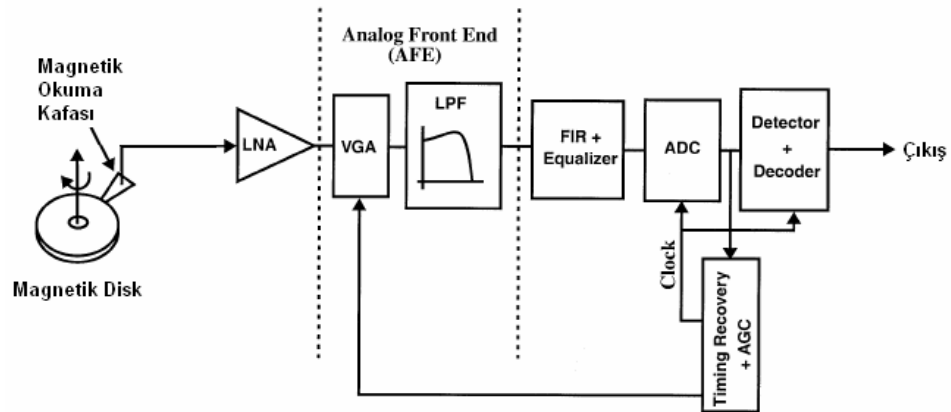 Analog Front End
(AFE)
Magnetik
Okuma
Kafası
LNA
VGA
LPF
FIR +
Equalizer
ADC
Detector
+
Decoder
Çıkış
Clock
Timing Recovery
+ AGC
Magnetik Disk